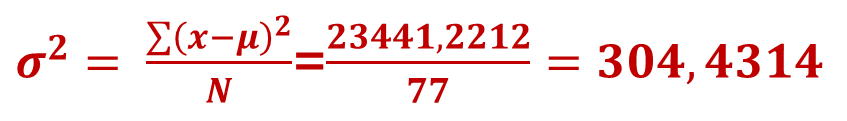 σ² = ∑(x−μ)²/N = 23441,2212/77 = 304,4314